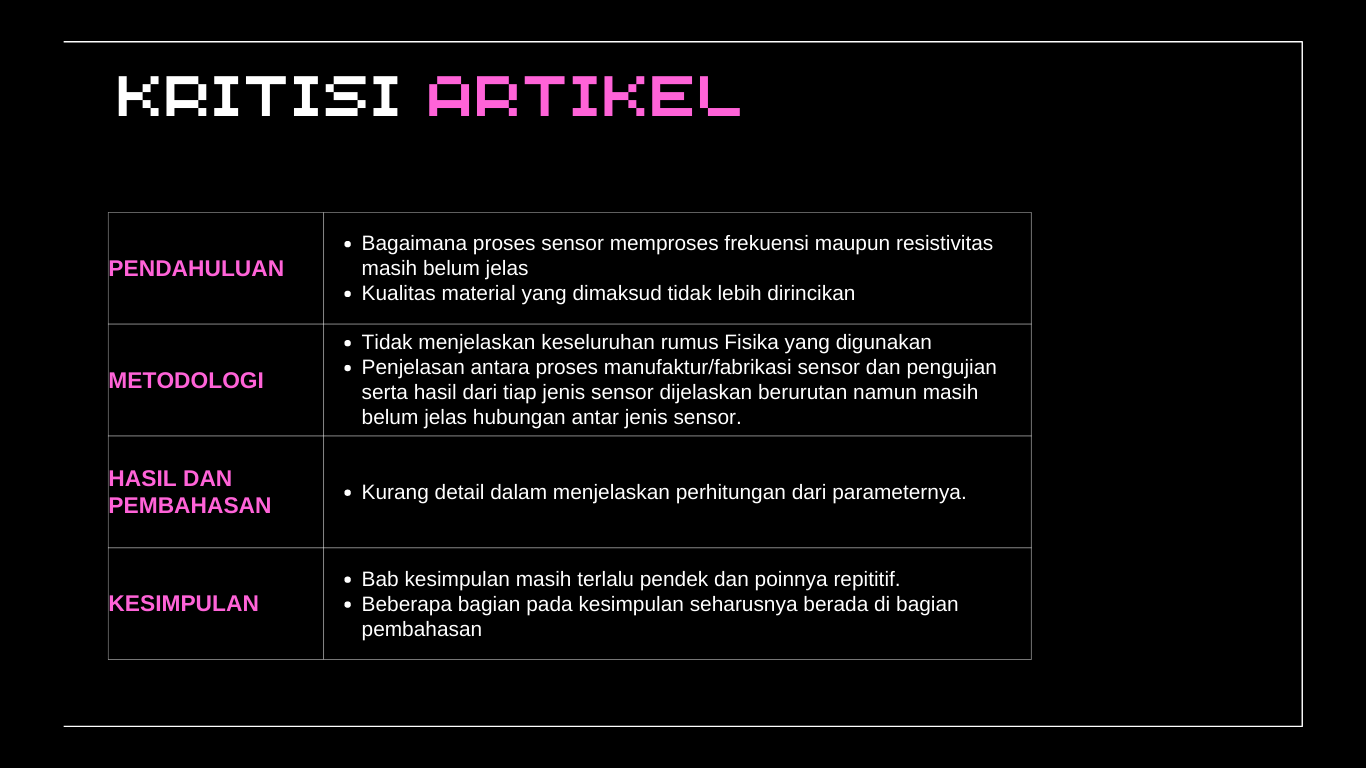 KRITISI ARTIKEL
PENDAHULUAN
• Bagaimana proses sensor memproses frekuensi maupun resistivitas
masih belum jelas
• Kualitas material yang dimaksud tidak lebih dirincikan
METODOLOGI
• Tidak menjelaskan keseluruhan rumus Fisika yang digunakan
• Penjelasan antara proses manufaktur/fabrikasi sensor dan pengujian
serta hasil dari tiap jenis sensor dijelaskan berurutan namun masih
belum jelas hubungan antar jenis sensor.
HASIL DAN
PEMBAHASAN
• Kurang detail dalam menjelaskan perhitungan dari parameternya.
KESIMPULAN
• Bab kesimpulan masih terlalu pendek dan poinnya repititif.
• Beberapa bagian pada kesimpulan seharusnya berada di bagian
pembahasan